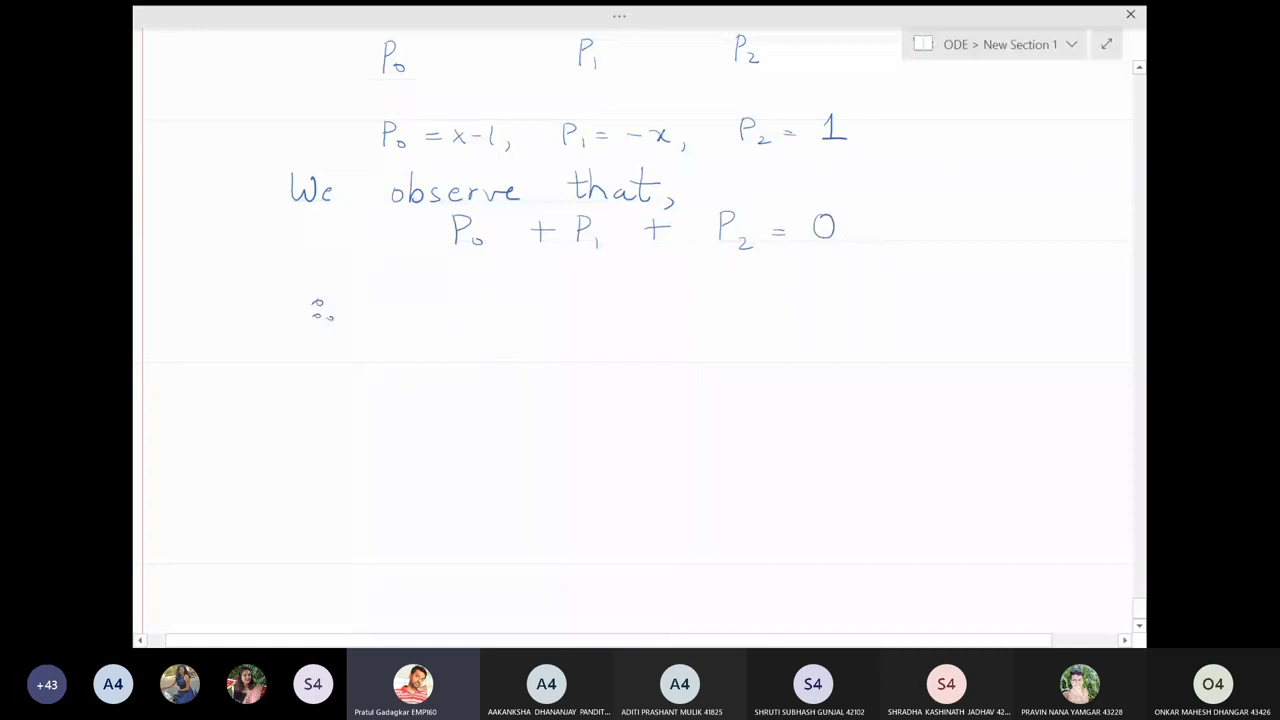 ODE > New Section 1
P₀ P₁ P₂
P₀ = x-1, P₁ = -x, P₂ = 1
We observe that,
P₀ + P₁ + P₂ = 0
∴
+43 A4 S4 A4 A4 S4 S4 O4
Pratul Gadagkar EMP160 AAKANKSHA DHANANJAY PANDIT... ADITI PRASHANT MULIK 41825 SHRUTI SUBHASH GUNJAL 42102 SHRADHA KASHINATH JADHAV 42... PRAVIN NANA YAMGAR 43228 ONKAR MAHESH DHANGAR 43426